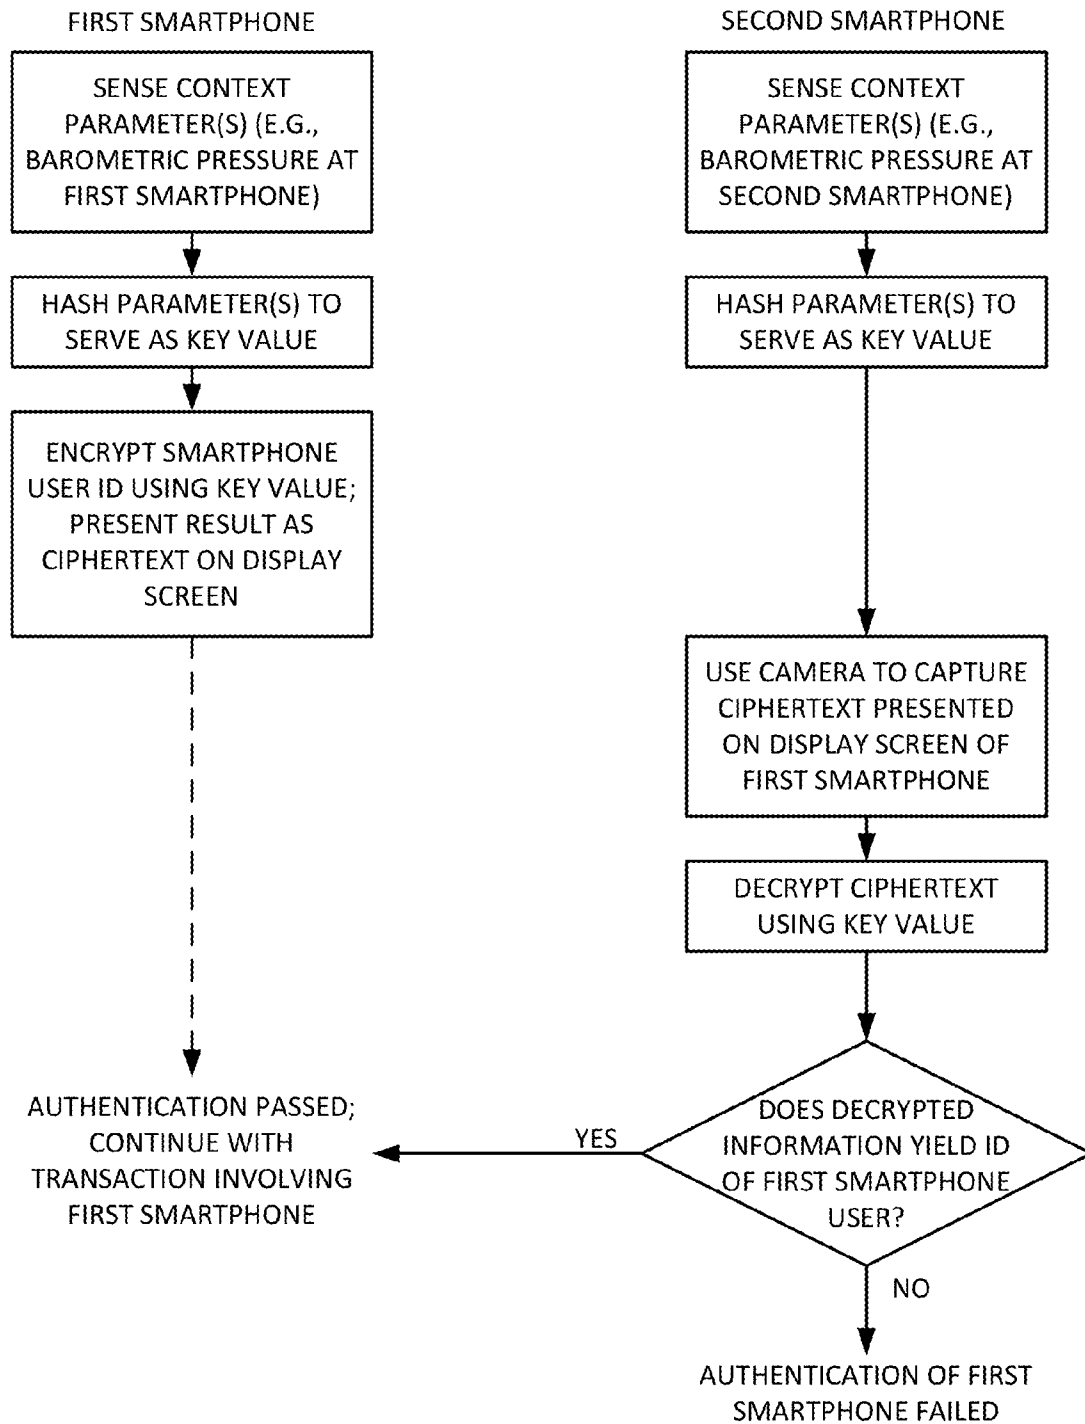 FIRST SMARTPHONE
SENSE CONTEXT
PARAMETER(S) (E.G.,
BAROMETRIC PRESSURE AT
FIRST SMARTPHONE)
HASH PARAMETER(S) TO
SERVE AS KEY VALUE
ENCRYPT SMARTPHONE
USER ID USING KEY VALUE;
PRESENT RESULT AS
CIPHERTEXT ON DISPLAY
SCREEN
AUTHENTICATION PASSED;
CONTINUE WITH
TRANSACTION INVOLVING
FIRST SMARTPHONE
SECOND SMARTPHONE
SENSE CONTEXT
PARAMETER(S) (E.G.,
BAROMETRIC PRESSURE AT
SECOND SMARTPHONE)
HASH PARAMETER(S) TO
SERVE AS KEY VALUE
USE CAMERA TO CAPTURE
CIPHERTEXT PRESENTED
ON DISPLAY SCREEN OF
FIRST SMARTPHONE
DECRYPT CIPHERTEXT
USING KEY VALUE
DOES DECRYPTED
INFORMATION YIELD ID
OF FIRST SMARTPHONE
USER?
YES
NO
AUTHENTICATION OF FIRST
SMARTPHONE FAILED